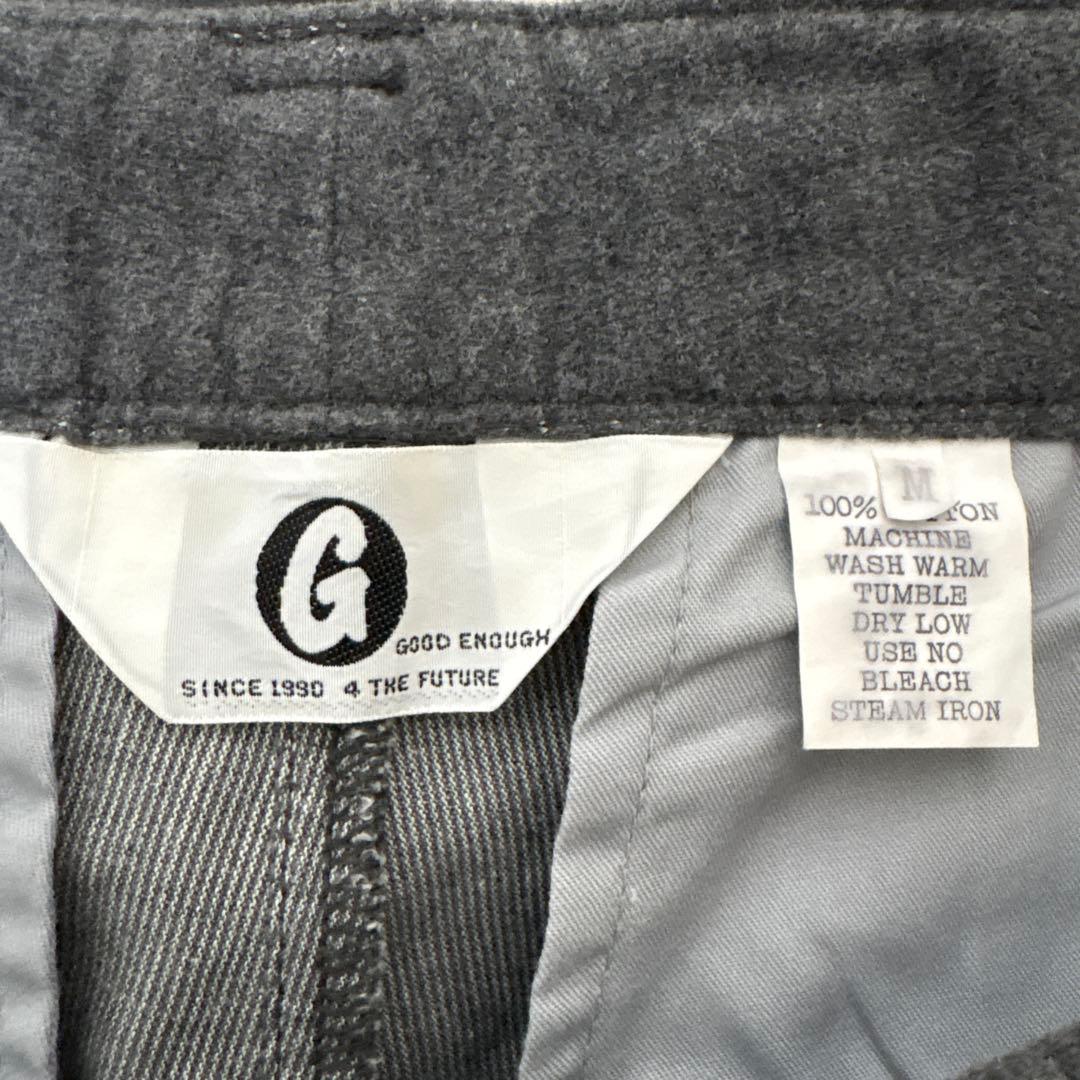 G
GOOD ENOUGH
SINCE 1990 4 THE FUTURE
M
100%
MACHINE
WASH WARM
TUMBLE
DRY LOW
USE NO
BLEACH
STEAM IRON